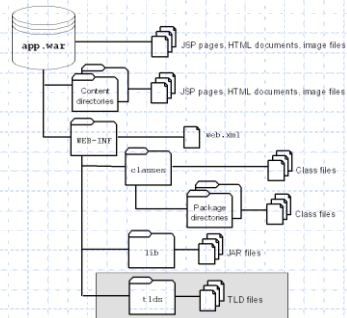 app.war
JSP pages, HTML documents, image files
Content
directories
JSP pages, HTML documents, image files
WEB-INF
web.xml
classes
Class files
Package
directories
Class files
lib
JAR files
tlds
TLD files